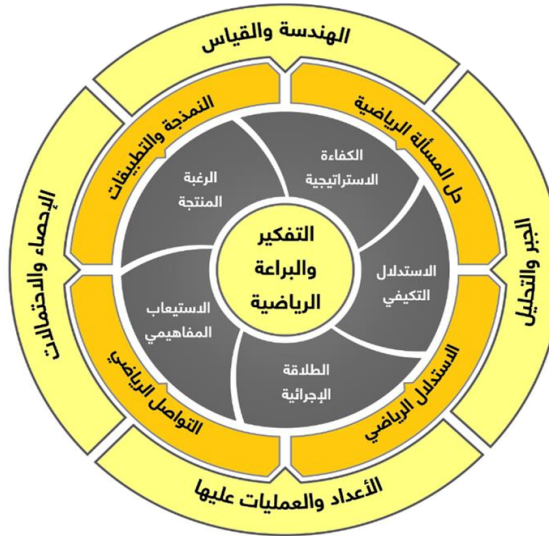 الهندسة والقياس
الجبر والتحليل
الأعداد والعمليات عليها
الإحصاء والاحتمالات
حل المسألة الرياضية
الاستدلال الرياضي
التواصل الرياضي
النمذجة والتطبيقات
الكفاءة
الاستراتيجية
الاستدلال
التكيفي
الطلاقة
الإجرائية
الاستيعاب
المفاهيمي
الرغبة
المنتجة
التفكير
والبراعة
الرياضية